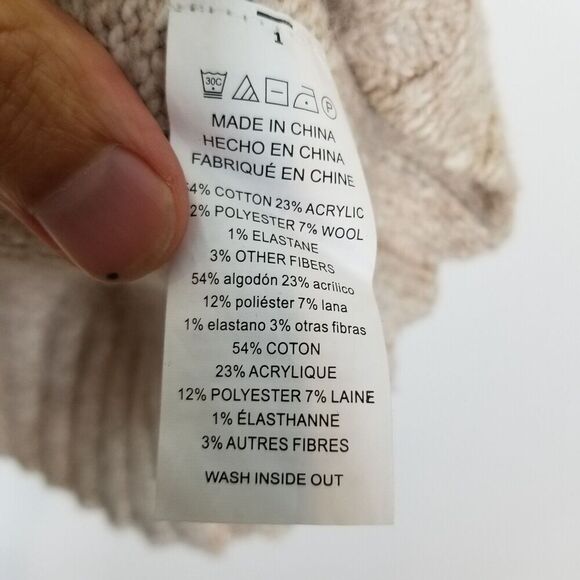 1
30C
P
MADE IN CHINA
HECHO EN CHINA
FABRIQUÉ EN CHINE
4% COTTON 23% ACRYLIC
2% POLYESTER 7% WOOL
1% ELASTANE
3% OTHER FIBERS
54% algodón 23% acrílico
12% poliéster 7% lana
1% elastano 3% otras fibras
54% COTON
23% ACRYLIQUE
12% POLYESTER 7% LAINE
1% ÉLASTHANNE
3% AUTRES FIBRES
WASH INSIDE OUT